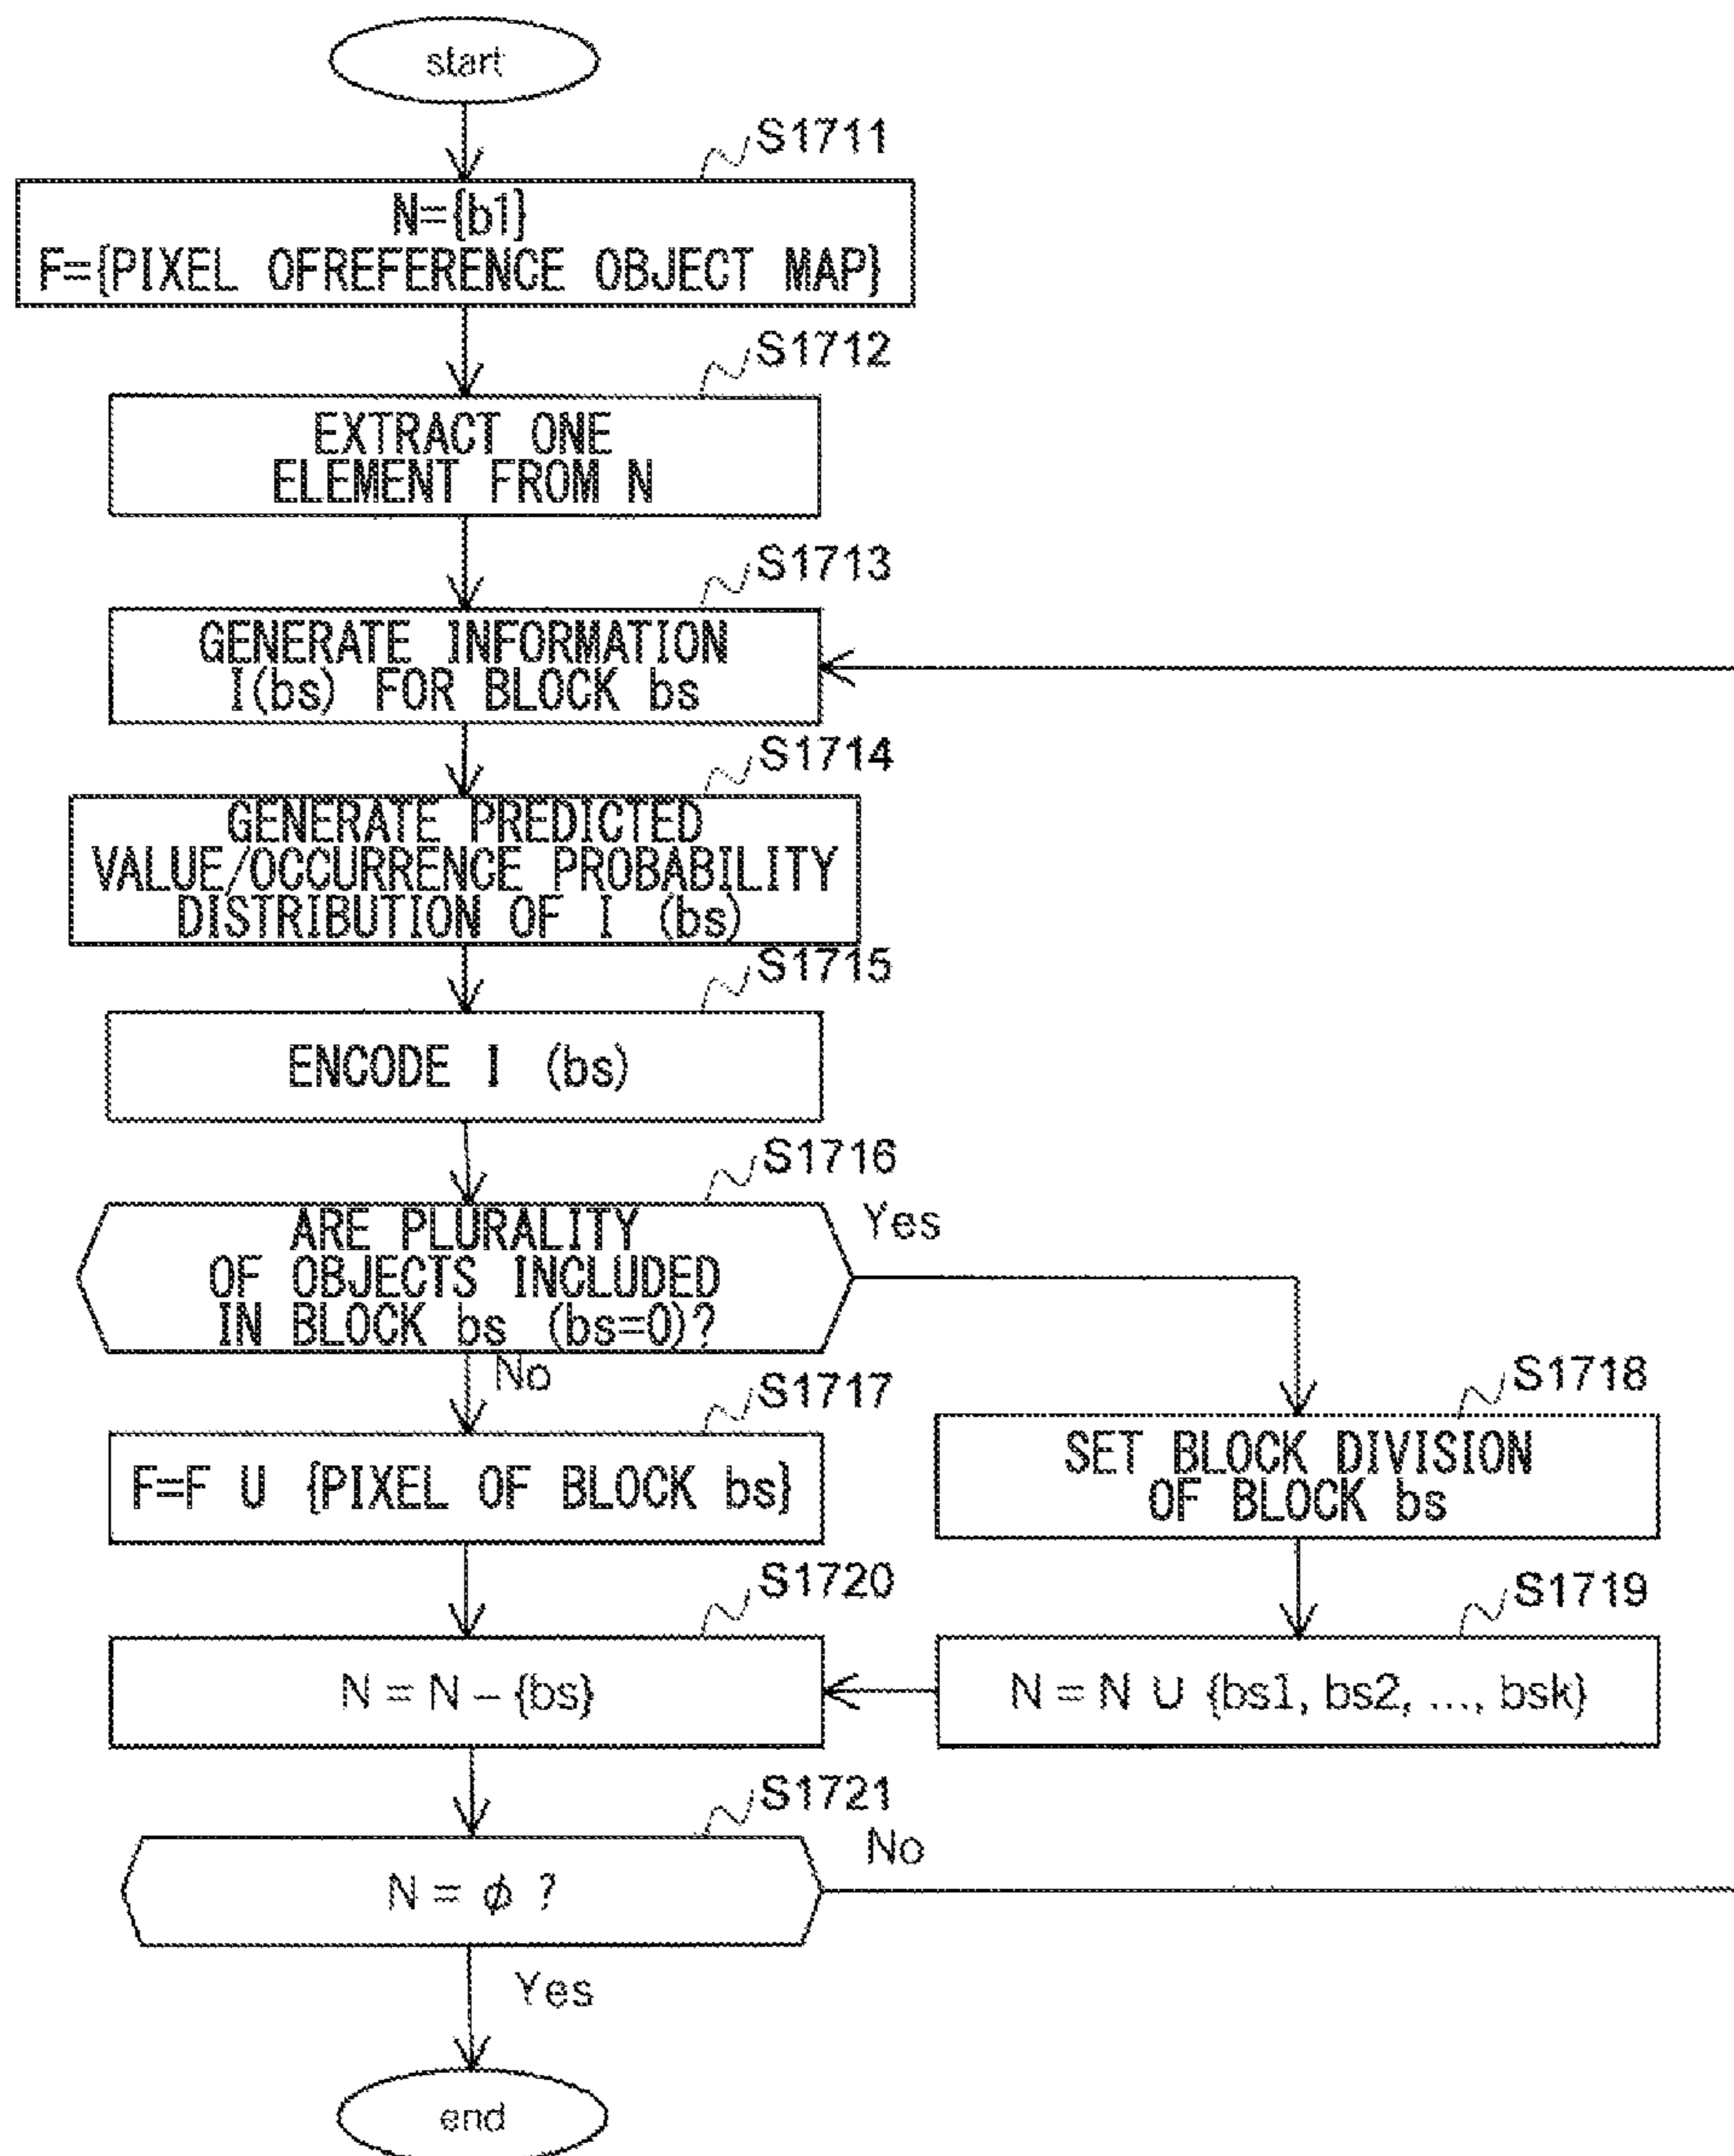 start
S1711
N={b1}
F={PIXEL OFREFERENCE OBJECT MAP}
S1712
EXTRACT ONE
ELEMENT FROM N
S1713
GENERATE INFORMATION
I(bs) FOR BLOCK bs
S1714
GENERATE PREDICTED
VALUE/OCCURRENCE PROBABILITY
DISTRIBUTION OF I (bs)
S1715
ENCODE I (bs)
S1716
ARE PLURALITY
OF OBJECTS INCLUDED
IN BLOCK bs (bs=0)?
Yes
No
S1717
F=F U {PIXEL OF BLOCK bs}
S1718
SET BLOCK DIVISION
OF BLOCK bs
S1720
N = N – {bs}
S1719
N = N ∪ {bs1, bs2, ..., bsk}
S1721
N = ϕ ?
No
Yes
end